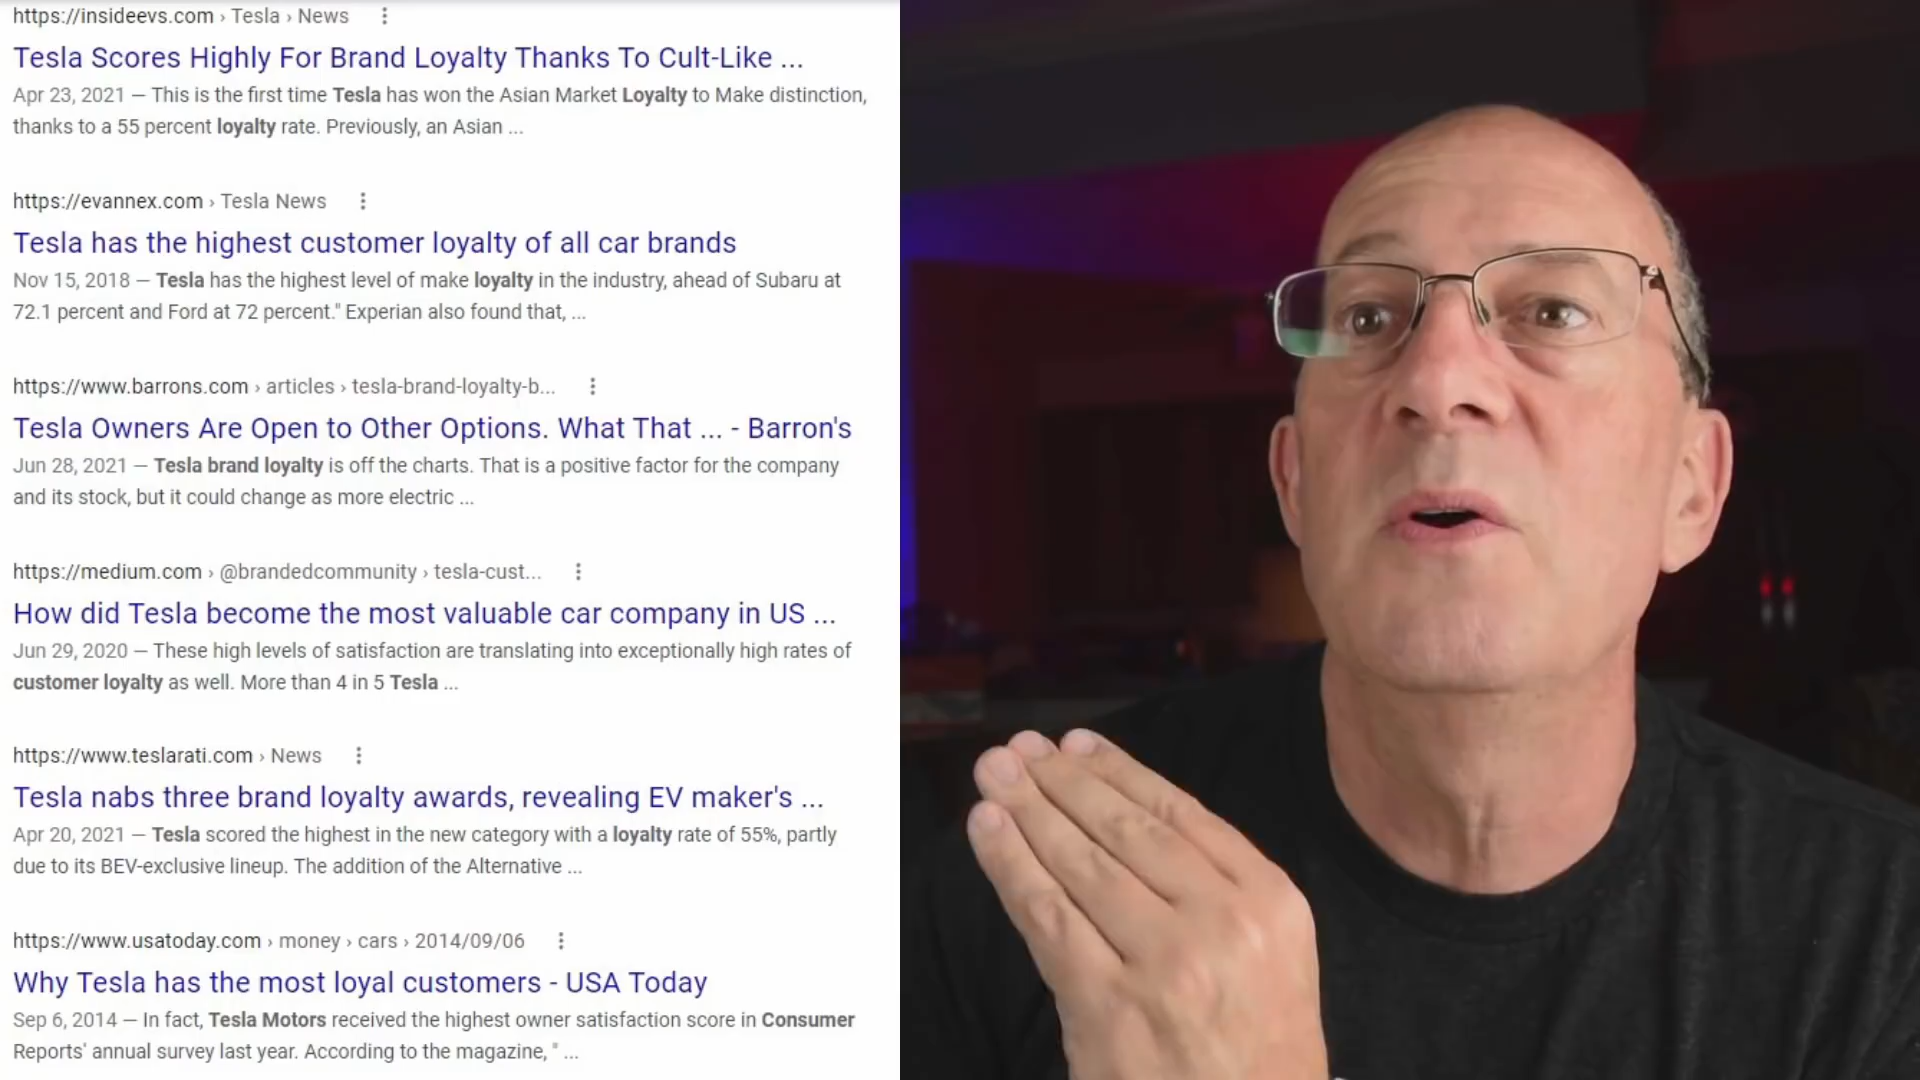 https://insideevs.com › Tesla › News
Tesla Scores Highly For Brand Loyalty Thanks To Cult-Like ...
Apr 23, 2021 — This is the first time Tesla has won the Asian Market Loyalty to Make distinction,
thanks to a 55 percent loyalty rate. Previously, an Asian ...
https://evannex.com › Tesla News
Tesla has the highest customer loyalty of all car brands
Nov 15, 2018 — Tesla has the highest level of make loyalty in the industry, ahead of Subaru at
72.1 percent and Ford at 72 percent." Experian also found that, ...
https://www.barrons.com › articles › tesla-brand-loyalty-b...
Tesla Owners Are Open to Other Options. What That ... - Barron's
Jun 28, 2021 — Tesla brand loyalty is off the charts. That is a positive factor for the company
and its stock, but it could change as more electric ...
https://medium.com › @brandedcommunity › tesla-cust...
How did Tesla become the most valuable car company in US ...
Jun 29, 2020 — These high levels of satisfaction are translating into exceptionally high rates of
customer loyalty as well. More than 4 in 5 Tesla ...
https://www.teslarati.com › News
Tesla nabs three brand loyalty awards, revealing EV maker's ...
Apr 20, 2021 — Tesla scored the highest in the new category with a loyalty rate of 55%, partly
due to its BEV-exclusive lineup. The addition of the Alternative ...
https://www.usatoday.com › money › cars › 2014/09/06
Why Tesla has the most loyal customers - USA Today
Sep 6, 2014 — In fact, Tesla Motors received the highest owner satisfaction score in Consumer
Reports' annual survey last year. According to the magazine, " ...